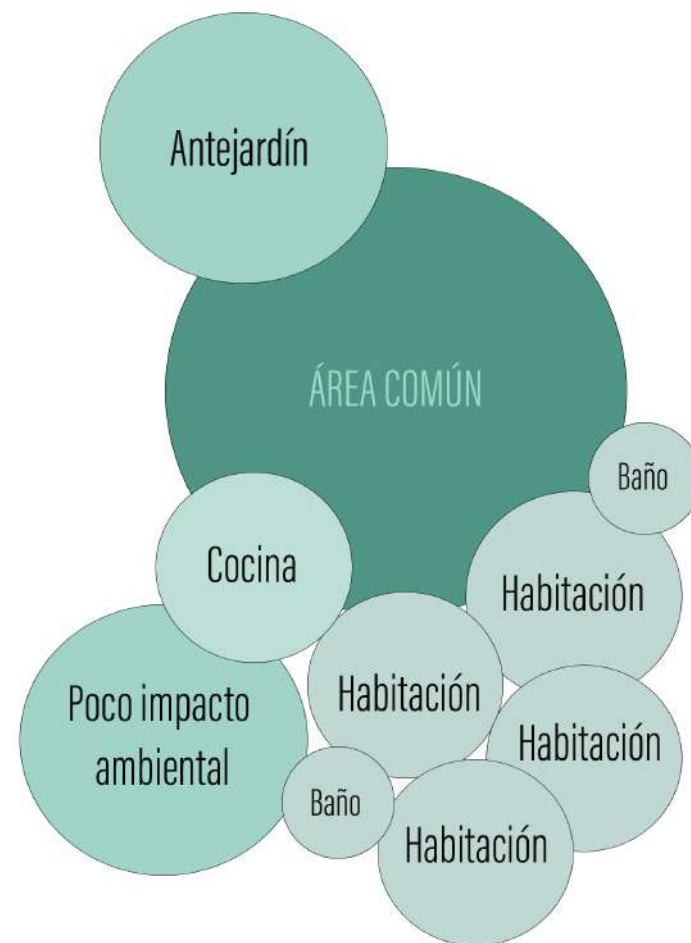 Antejardín
ÁREA COMÚN
Baño
Cocina
Habitación
Habitación
Poco impacto
ambiental
Habitación
Baño
Habitación